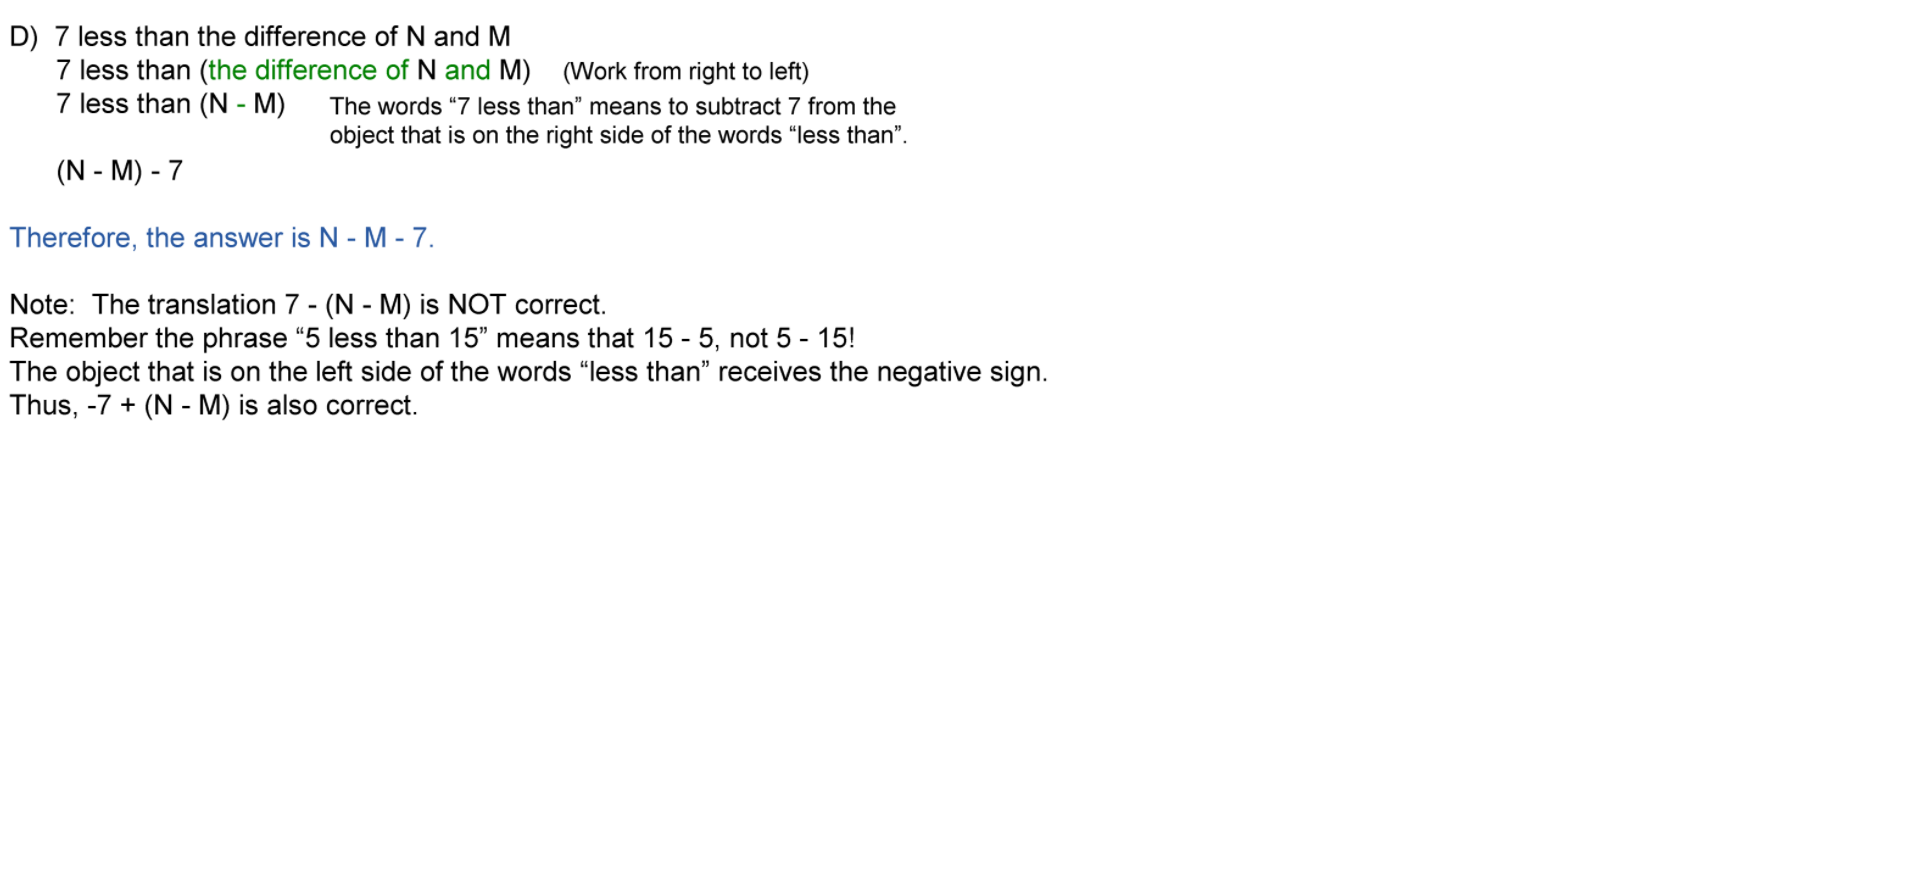 D)  7 less than the difference of N and M
7 less than (the difference of N and M)    (Work from right to left)
7 less than (N - M)    The words “7 less than” means to subtract 7 from the
object that is on the right side of the words “less than”.
(N - M) - 7
Therefore, the answer is N - M - 7.
Note:  The translation 7 - (N - M) is NOT correct.
Remember the phrase “5 less than 15” means that 15 - 5, not 5 - 15!
The object that is on the left side of the words “less than” receives the negative sign.
Thus, -7 + (N - M) is also correct.